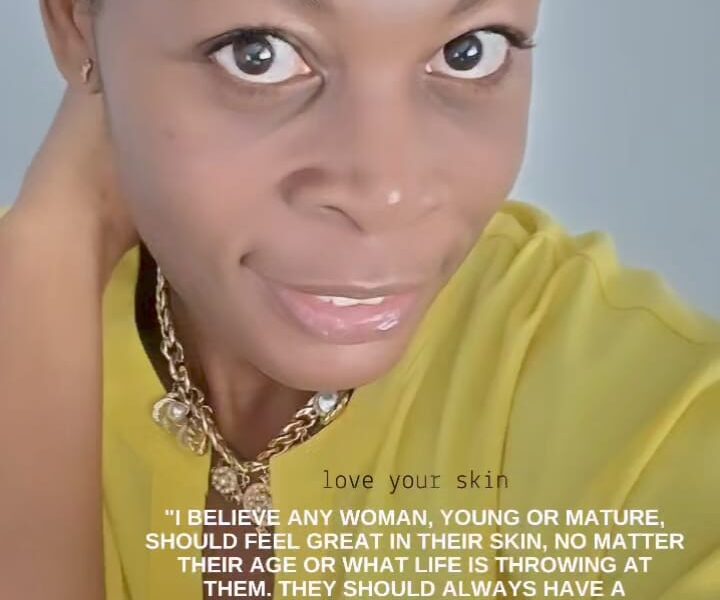 love your skin
"I BELIEVE ANY WOMAN, YOUNG OR MATURE,
SHOULD FEEL GREAT IN THEIR SKIN, NO MATTER
THEIR AGE OR WHAT LIFE IS THROWING AT
THEM. THEY SHOULD ALWAYS HAVE A